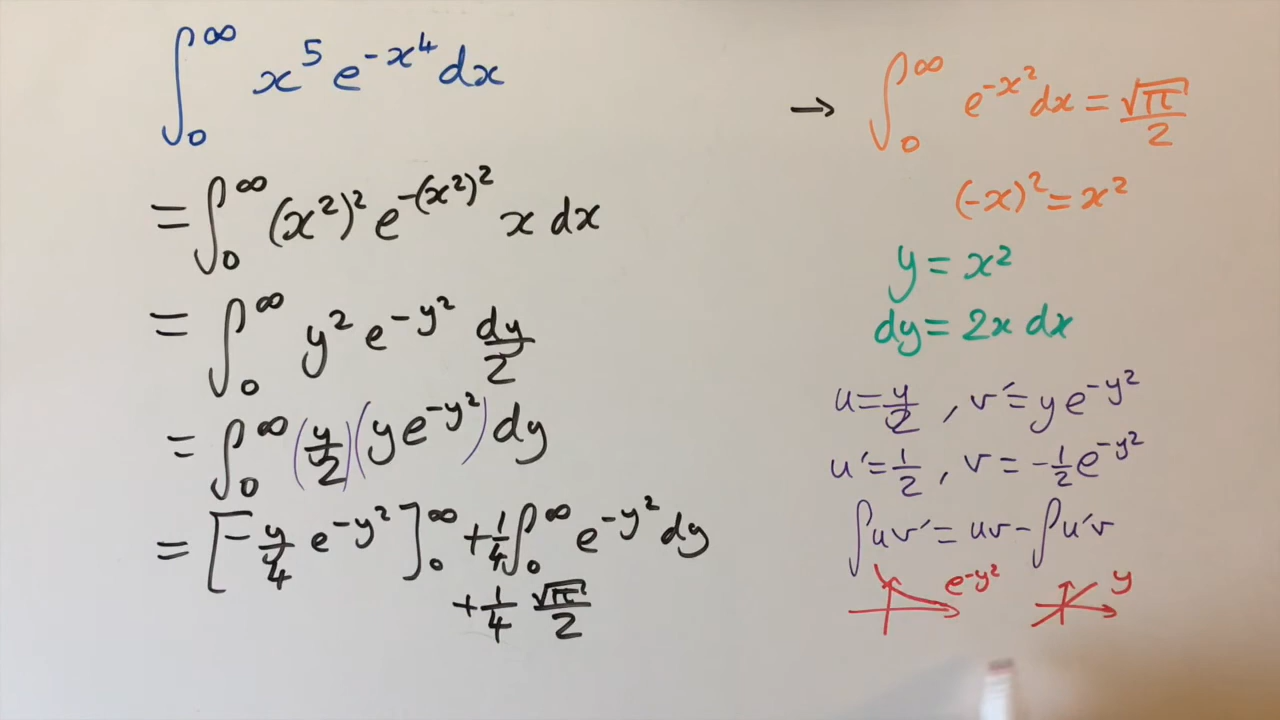 ∫₀^∞ x⁵ e^{-x⁴} dx
= ∫₀^∞ (x²)² e^{-(x²)²} x dx
= ∫₀^∞ y² e^{-y²} dy/2
= ∫₀^∞ (y/2)(y e^{-y²}) dy
= [-y/4 e^{-y²}]₀^∞ + 1/4 ∫₀^∞ e^{-y²} dy
+ 1/4 √π/2
→ ∫₀^∞ e^{-x²} dx = √π/2
(-x)² = x²
y = x²
dy = 2x dx
u = y/2 , v' = y e^{-y²}
u' = 1/2 , v = -1/2 e^{-y²}
∫uv' = uv - ∫u'v
e^{-y²} y